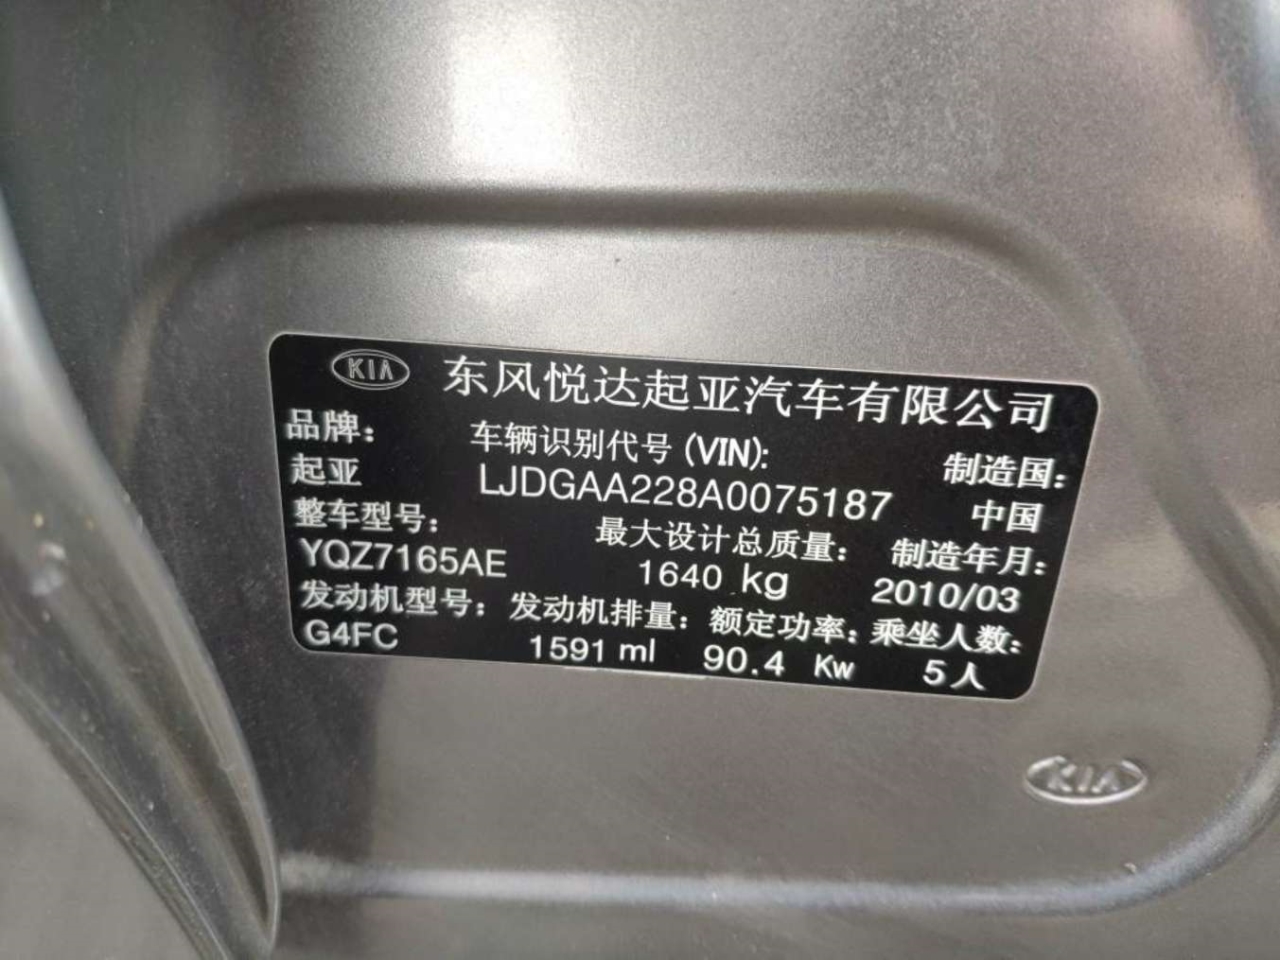 KIA 东风悦达起亚汽车有限公司
品牌： 车辆识别代号 (VIN): 制造国：
起亚 LJDGAA228A0075187 中国
整车型号： 最大设计总质量： 制造年月：
YQZ7165AE 1640 kg 2010/03
发动机型号： 发动机排量： 额定功率： 乘坐人数：
G4FC 1591 ml 90.4 Kw 5人
KIA